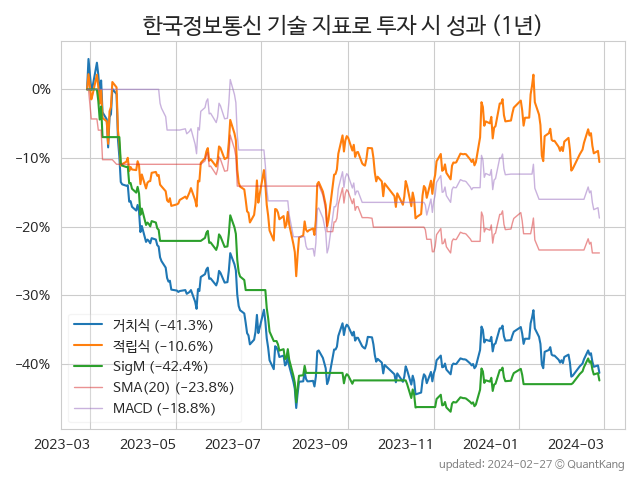 한국정보통신 기술 지표로 투자 시 성과 (1년)
0%
−10%
−20%
−30%
−40%
거치식 (−41.3%)
적립식 (−10.6%)
SigM (−42.4%)
SMA(20) (−23.8%)
MACD (−18.8%)
2023-03 2023-05 2023-07 2023-09 2023-11 2024-01 2024-03
updated: 2024-02-27 © QuantKang